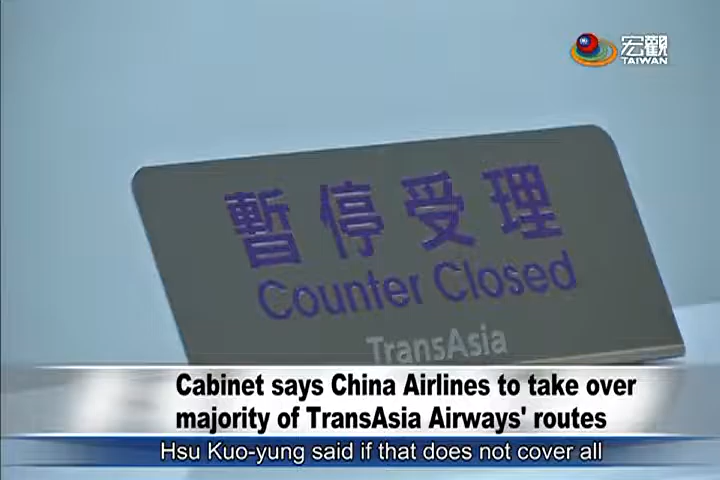 宏觀
TAIWAN
暫停受理
Counter Closed
TransAsia
Cabinet says China Airlines to take over
majority of TransAsia Airways' routes
Hsu Kuo-yung said if that does not cover all